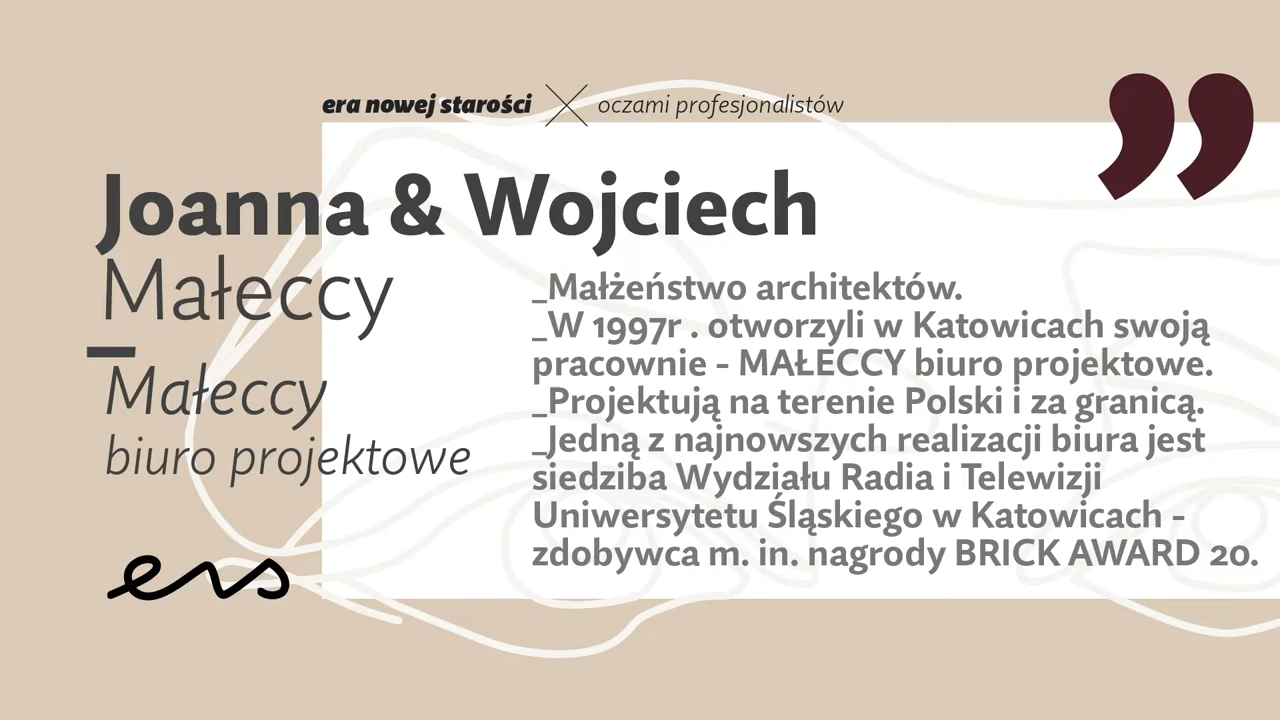 era nowej starości oczami profesjonalistów
Joanna & Wojciech
Małeccy
Małeccy
biuro projektowe
_Małżeństwo architektów.
_W 1997r . otworzyli w Katowicach swoją
pracownie - MAŁECCY biuro projektowe.
_Projektują na terenie Polski i za granicą.
_Jedną z najnowszych realizacji biura jest
siedziba Wydziału Radia i Telewizji
Uniwersytetu Śląskiego w Katowicach -
zdobywca m. in. nagrody BRICK AWARD 20.
ens